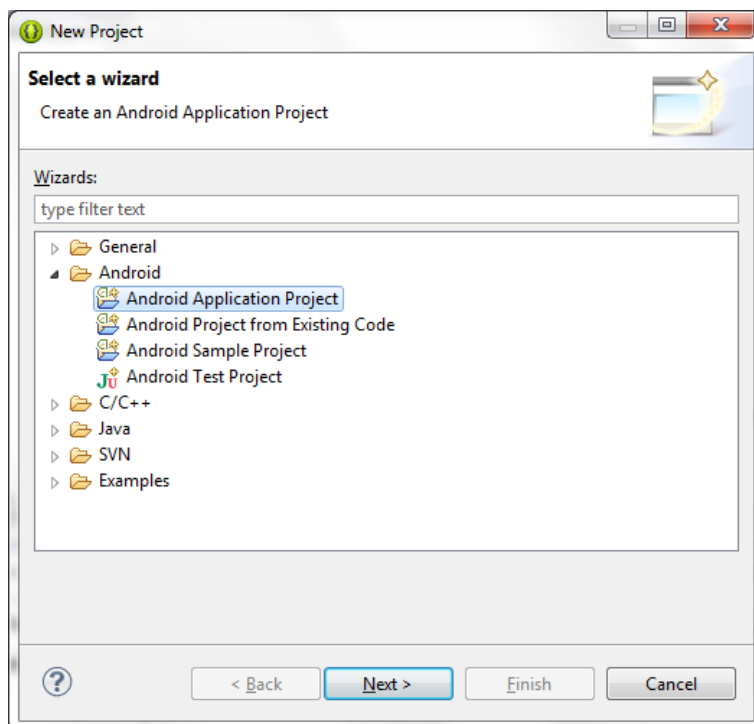 New Project
Select a wizard
Create an Android Application Project
Wizards:
type filter text
General
Android
Android Application Project
Android Project from Existing Code
Android Sample Project
Android Test Project
C/C++
Java
SVN
Examples
? < Back Next > Finish Cancel